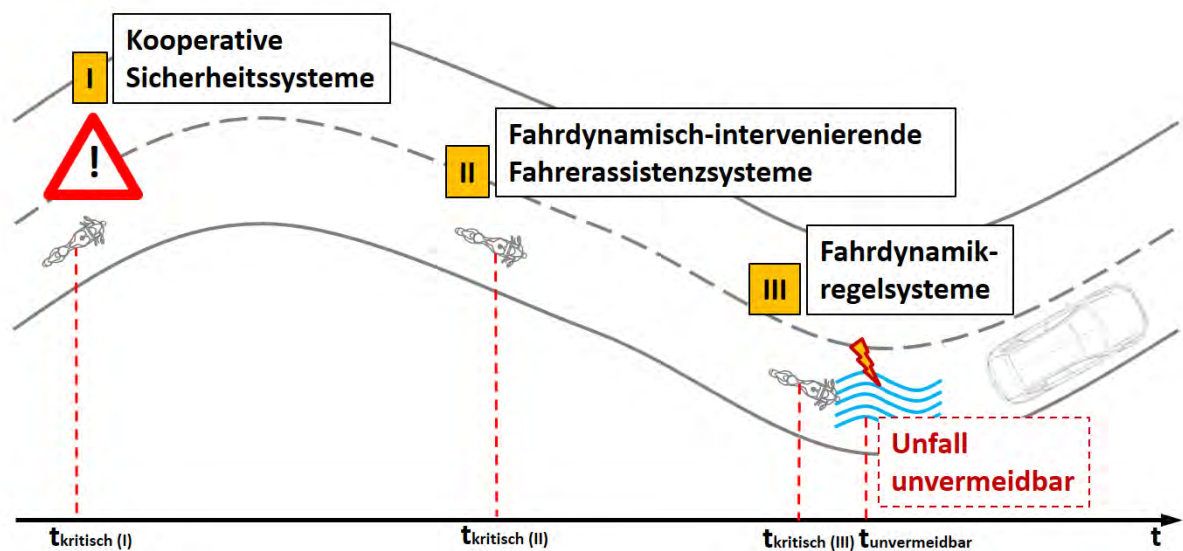 I
Kooperative
Sicherheitssysteme
!
II
Fahrdynamisch-intervenierende
Fahrerassistenzsysteme
III
Fahrdynamik-
regelsysteme
Unfall
unvermeidbar
tkritisch (I) tkritisch (II) tkritisch (III) tunvermeidbar t